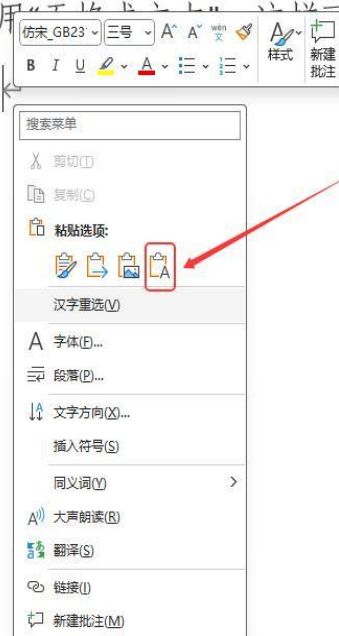 仿宋_GB23
三号
A A wén 文
样式
新建
批注
B I U A
搜索菜单
剪切(T)
复制(C)
粘贴选项:
A
汉字重选(V)
A 字体(F)...
段落(P)...
文字方向(X)...
插入符号(S)
同义词(Y)
大声朗读(R)
翻译(S)
链接(I)
新建批注(M)